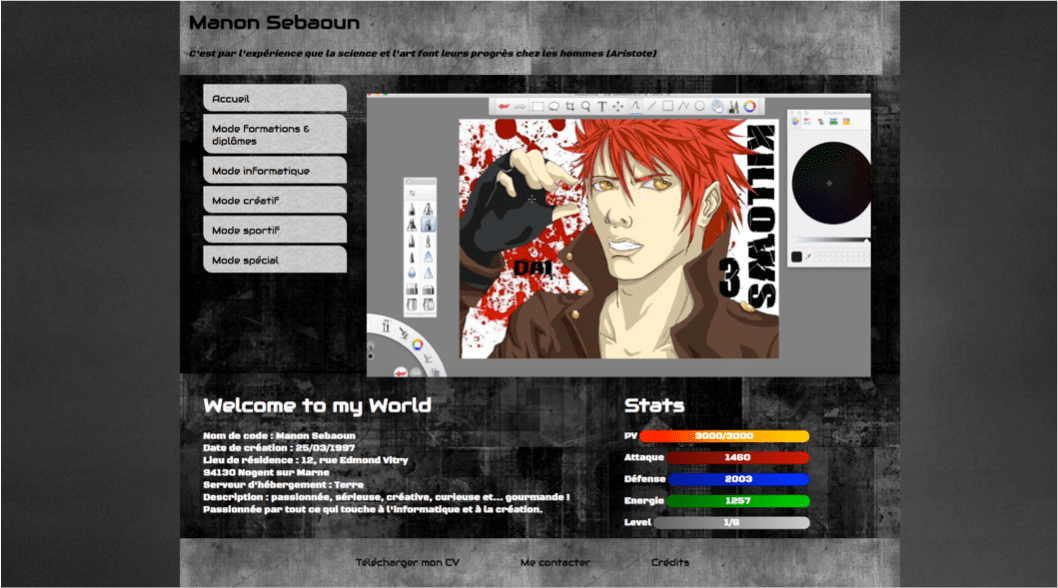 Manon Sebaoun
C'est par l'expérience que la science et l'art font leurs progrès chez les hommes (Aristote)
Accueil
Mode formations &
diplômes
Mode informatique
Mode créatif
Mode sportif
Mode spécial
KILLOWS
3
DAI
Welcome to my World
Nom de code : Manon Sebaoun
Date de création : 25/03/1997
Lieu de résidence : 12, rue Edmond Vitry
94130 Nogent sur Marne
Serveur d'hébergement : Terre
Description : passionnée, sérieuse, créative, curieuse et... gourmande !
Passionnée par tout ce qui touche à l'informatique et à la création.
Stats
PV 3000/3000
Attaque 1460
Défense 2003
Energie 1257
Level 1/6
Télécharger mon CV Me contacter Crédits